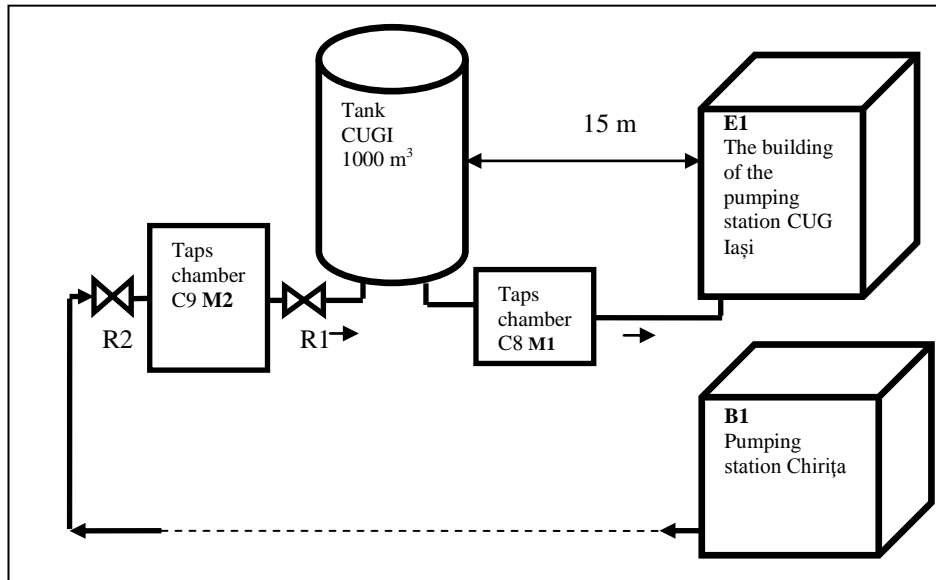 Tank
CUGI
1000 m³
15 m
E1
The building
of the
pumping
station CUG
Iași
Taps
chamber
C9 M2
R2
R1
Taps
chamber
C8 M1
B1
Pumping
station Chirița